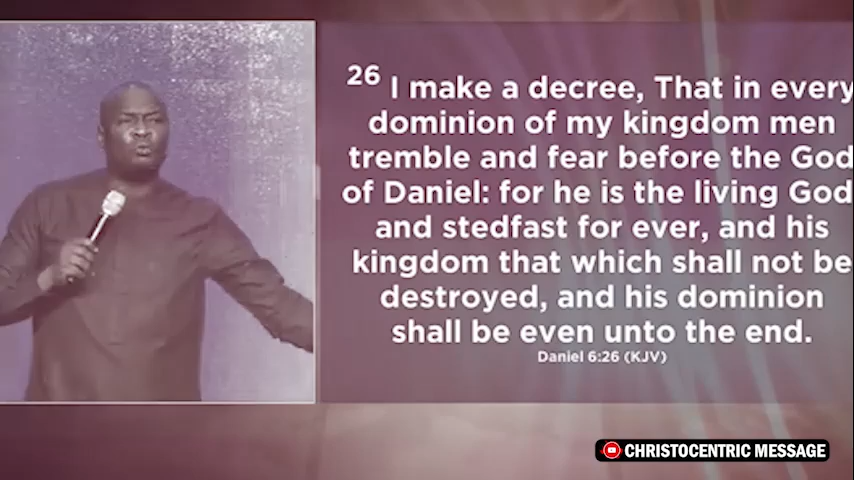 26 I make a decree, That in every
dominion of my kingdom men
tremble and fear before the God
of Daniel: for he is the living God
and stedfast for ever, and his
kingdom that which shall not be
destroyed, and his dominion
shall be even unto the end.
Daniel 6:26 (KJV)
CHRISTOCENTRIC MESSAGE